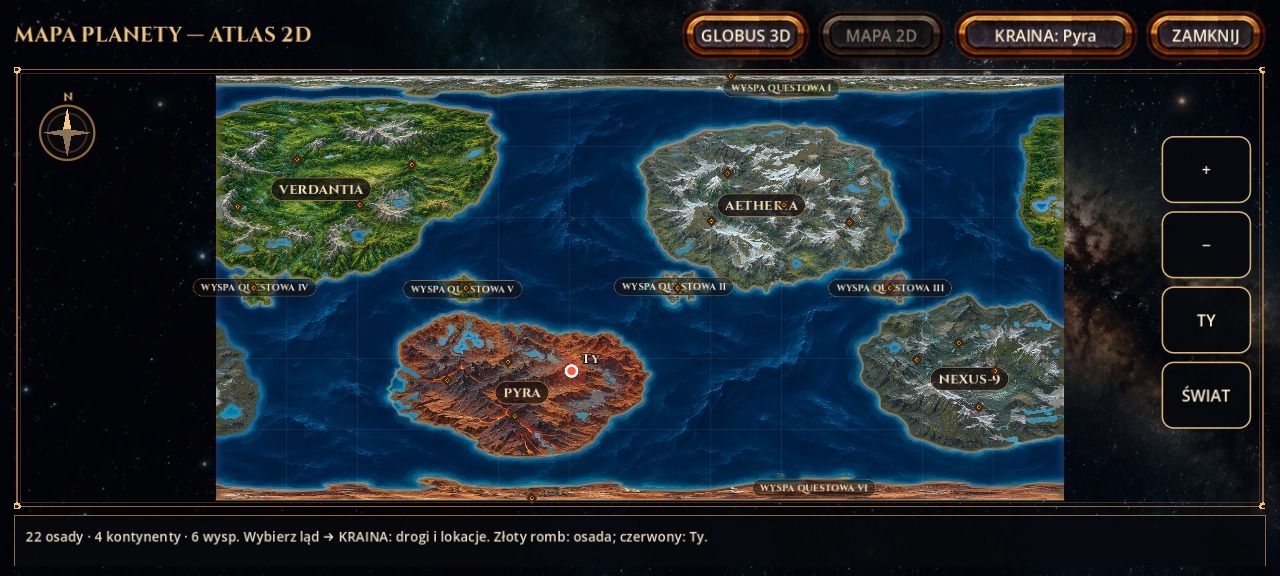 MAPA PLANETY — ATLAS 2D
GLOBUS 3D
MAPA 2D
KRAINA: Pyra
ZAMKNIJ
N
WYSPA QUESTOWA I
VERDANTIA
AETHERIA
WYSPA QUESTOWA IV
WYSPA QUESTOWA V
WYSPA QUESTOWA II
WYSPA QUESTOWA III
TY
PYRA
NEXUS-9
WYSPA QUESTOWA VI
+
−
TY
ŚWIAT
22 osady · 4 kontynenty · 6 wysp. Wybierz ląd → KRAINA: drogi i lokacje. Złoty romb: osada; czerwony: Ty.